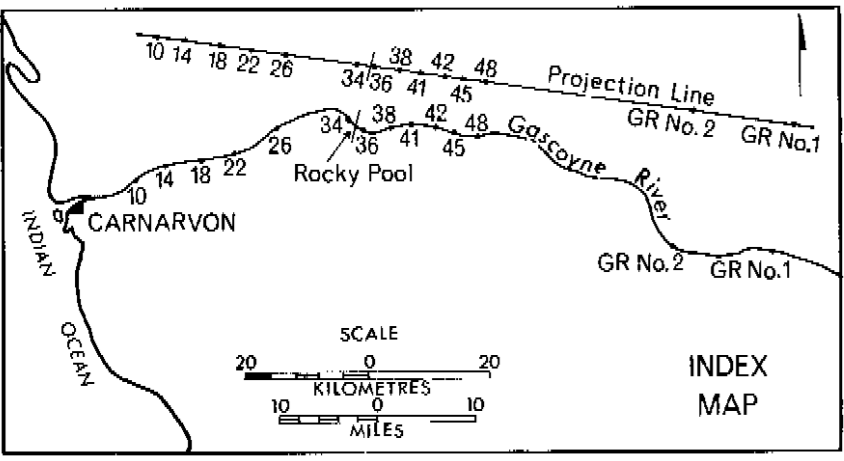 10 14 18 22 26 34 36 38 41 42 45 48
Projection Line
GR No.2 GR No.1
10 14 18 22 26 34 36 38 41 42 45 48
Gascoyne River
Rocky Pool
CARNARVON
GR No.2 GR No.1
INDIAN
OCEAN
SCALE
20 0 20
KILOMETRES
10 0 10
MILES
INDEX
MAP